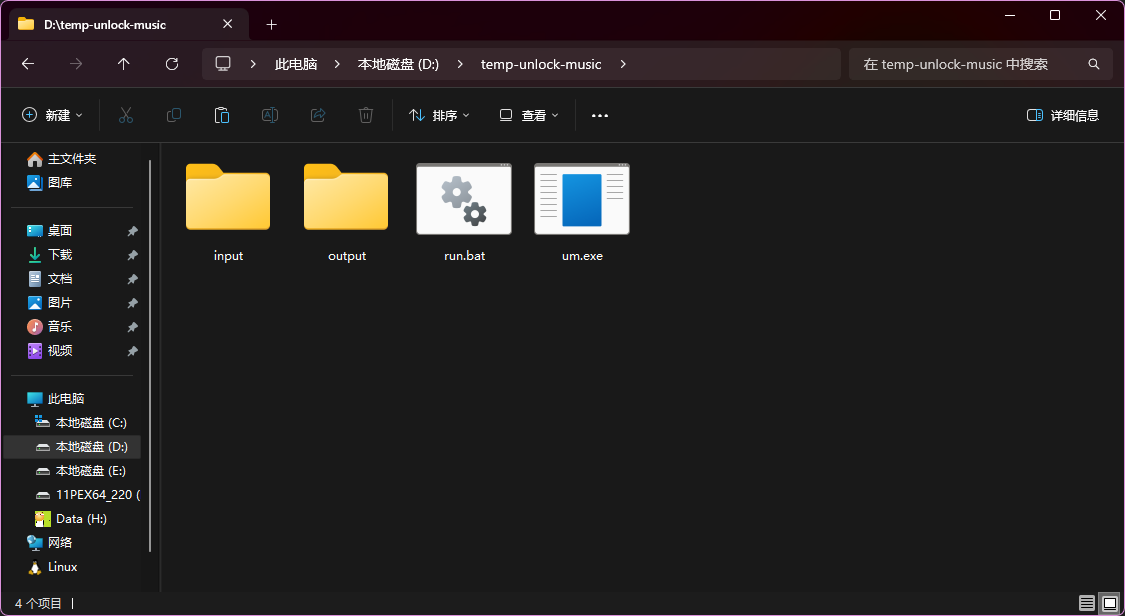 D:\temp-unlock-music
此电脑 本地磁盘 (D:) temp-unlock-music
在 temp-unlock-music 中搜索
新建 排序 查看 详细信息
主文件夹
图库
桌面
下载
文档
图片
音乐
视频
此电脑
本地磁盘 (C:)
本地磁盘 (D:)
本地磁盘 (E:)
11PEX64_220 (
Data (H:)
网络
Linux
input
output
run.bat
um.exe
4 个项目